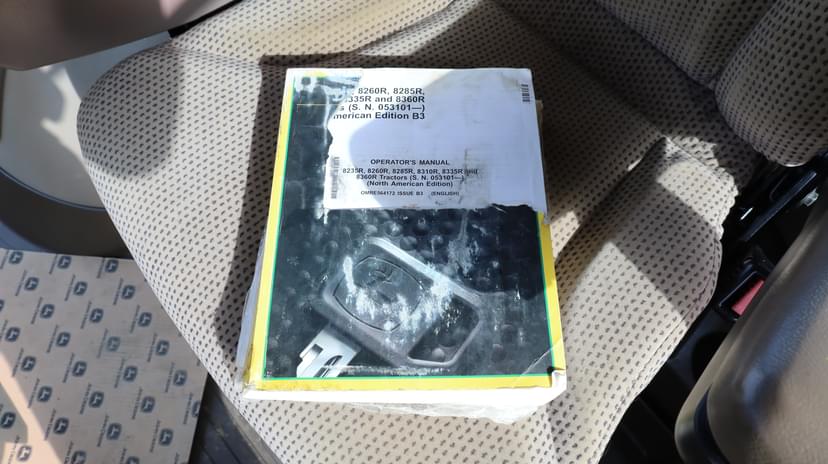 8260R, 8285R,
335R and 8360R
s (S. N. 053101—)
merican Edition B3
OPERATOR'S MANUAL
8235R, 8260R, 8285R, 8310R, 8335R and
8360R Tractors (S. N. 053101—)
(North American Edition)
OMRE564172 ISSUE B3 (ENGLISH)